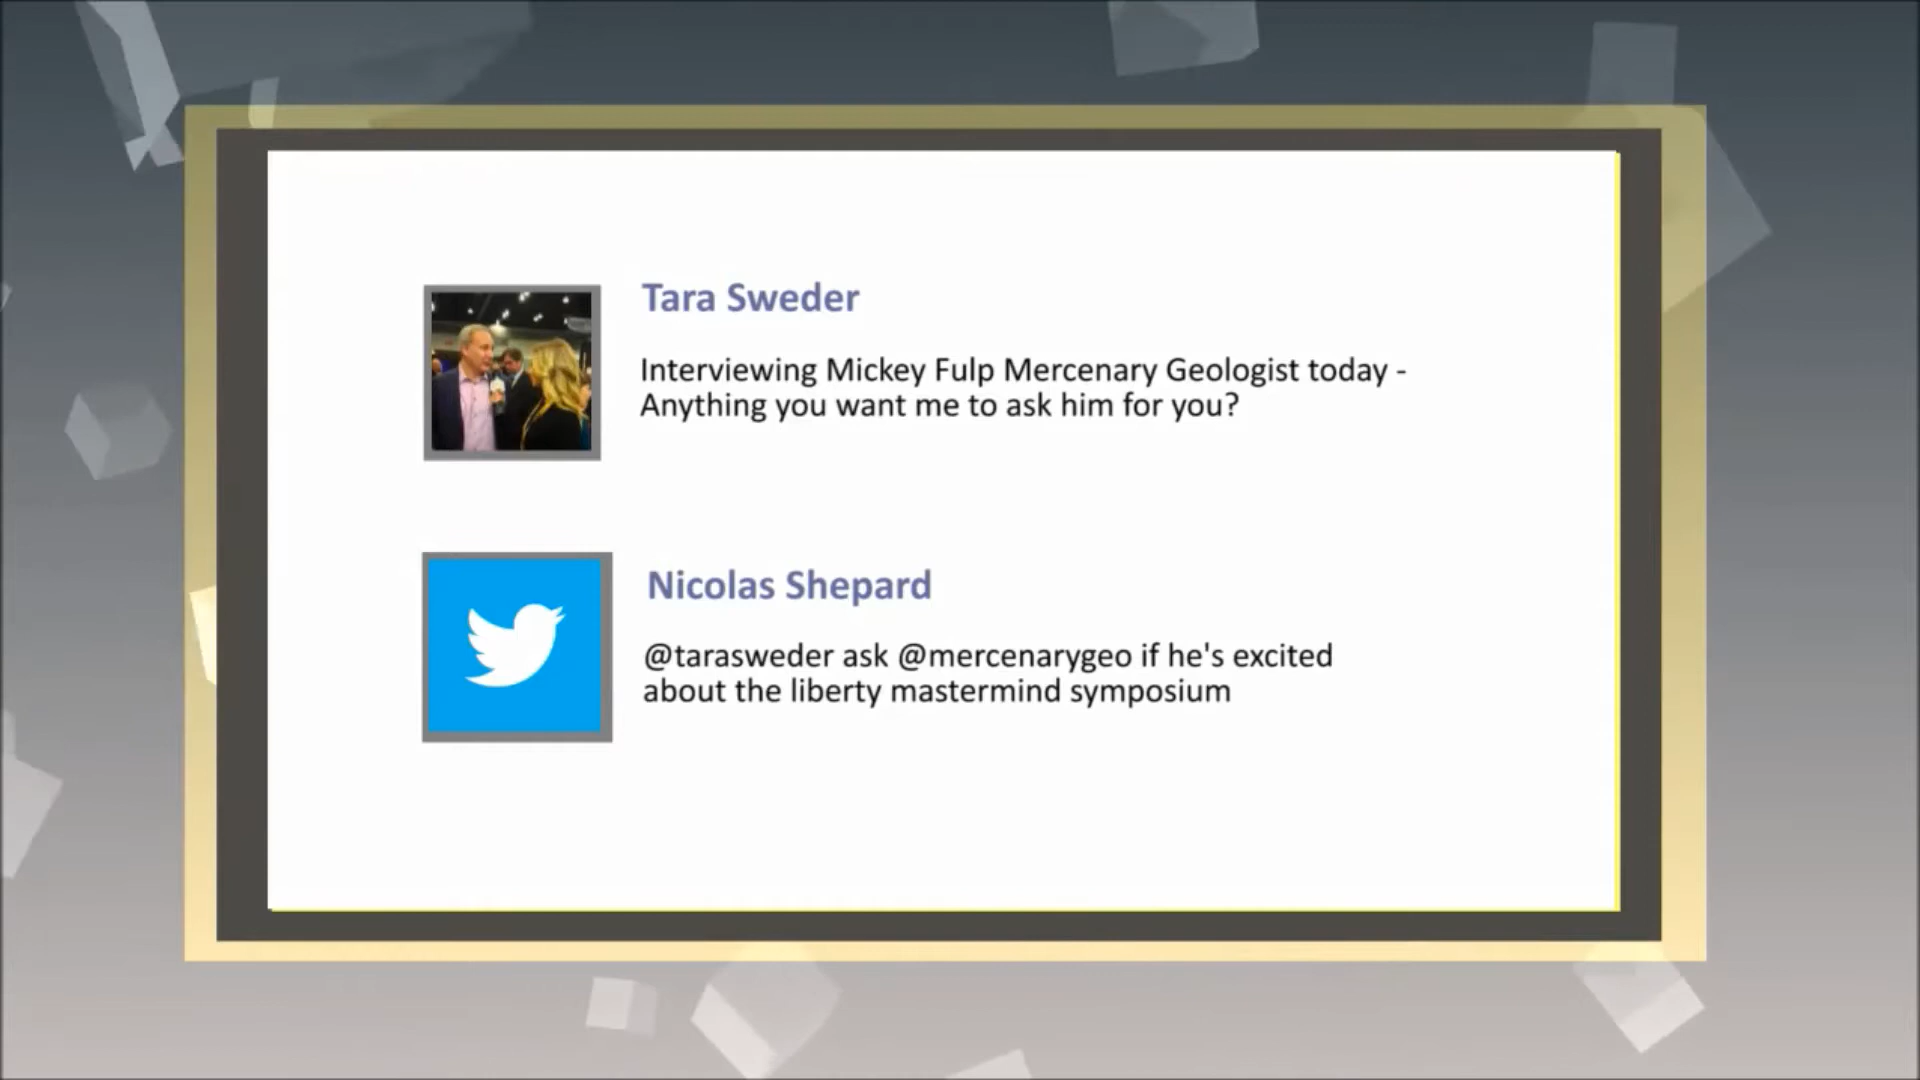 Tara Sweder
Interviewing Mickey Fulp Mercenary Geologist today -
Anything you want me to ask him for you?
Nicolas Shepard
@tarasweder ask @mercenarygeo if he's excited
about the liberty mastermind symposium